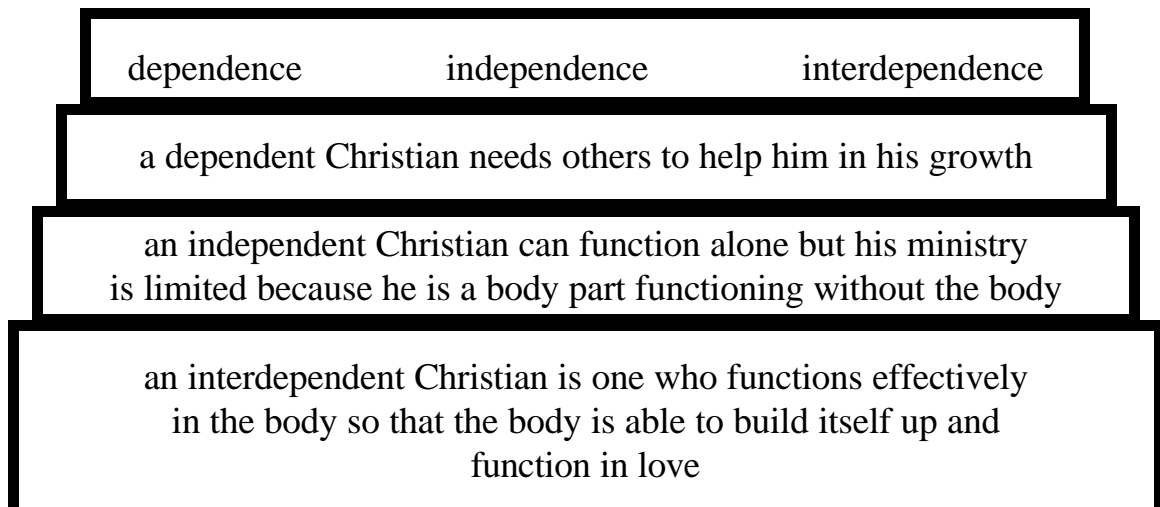 dependence independence interdependence
a dependent Christian needs others to help him in his growth
an independent Christian can function alone but his ministry
is limited because he is a body part functioning without the body
an interdependent Christian is one who functions effectively
in the body so that the body is able to build itself up and
function in love